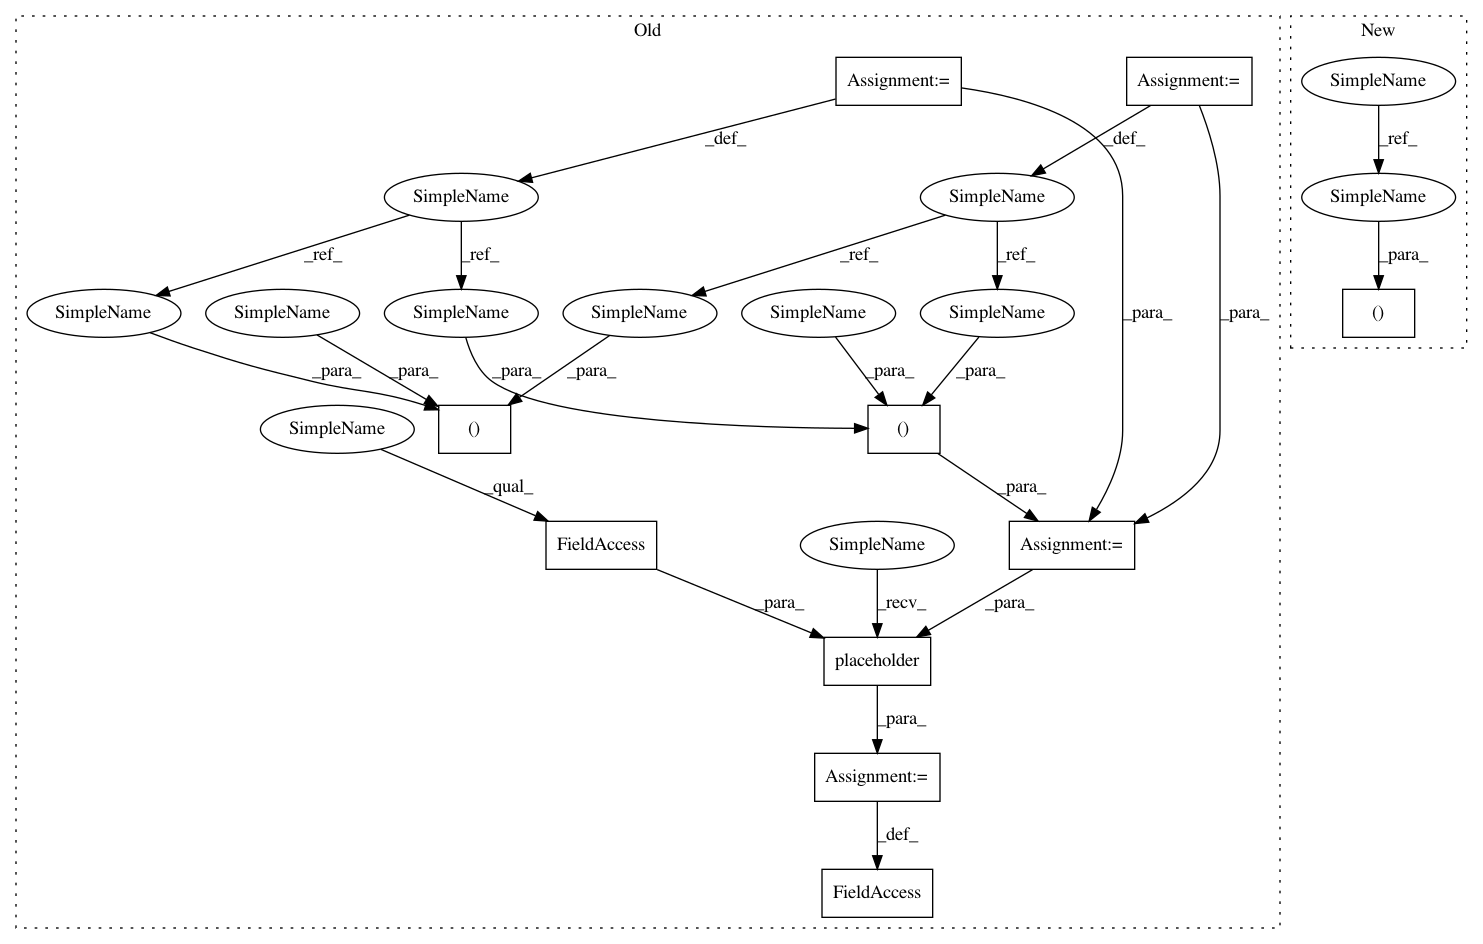 Old
New
Assignment:=
Assignment:=
SimpleName
_def_
_def_
_ref_
SimpleName
SimpleName
SimpleName
_ref_
_ref_
_ref_
_ref_
_para_
SimpleName
SimpleName
SimpleName
SimpleName
SimpleName
SimpleName
_para_
_para_
()
_para_
_para_
_para_
_para_
_para_
_para_
SimpleName
()
()
_qual_
_para_
FieldAccess
SimpleName
Assignment:=
_para_
_recv_
_para_
placeholder
_para_
Assignment:=
_def_
FieldAccess